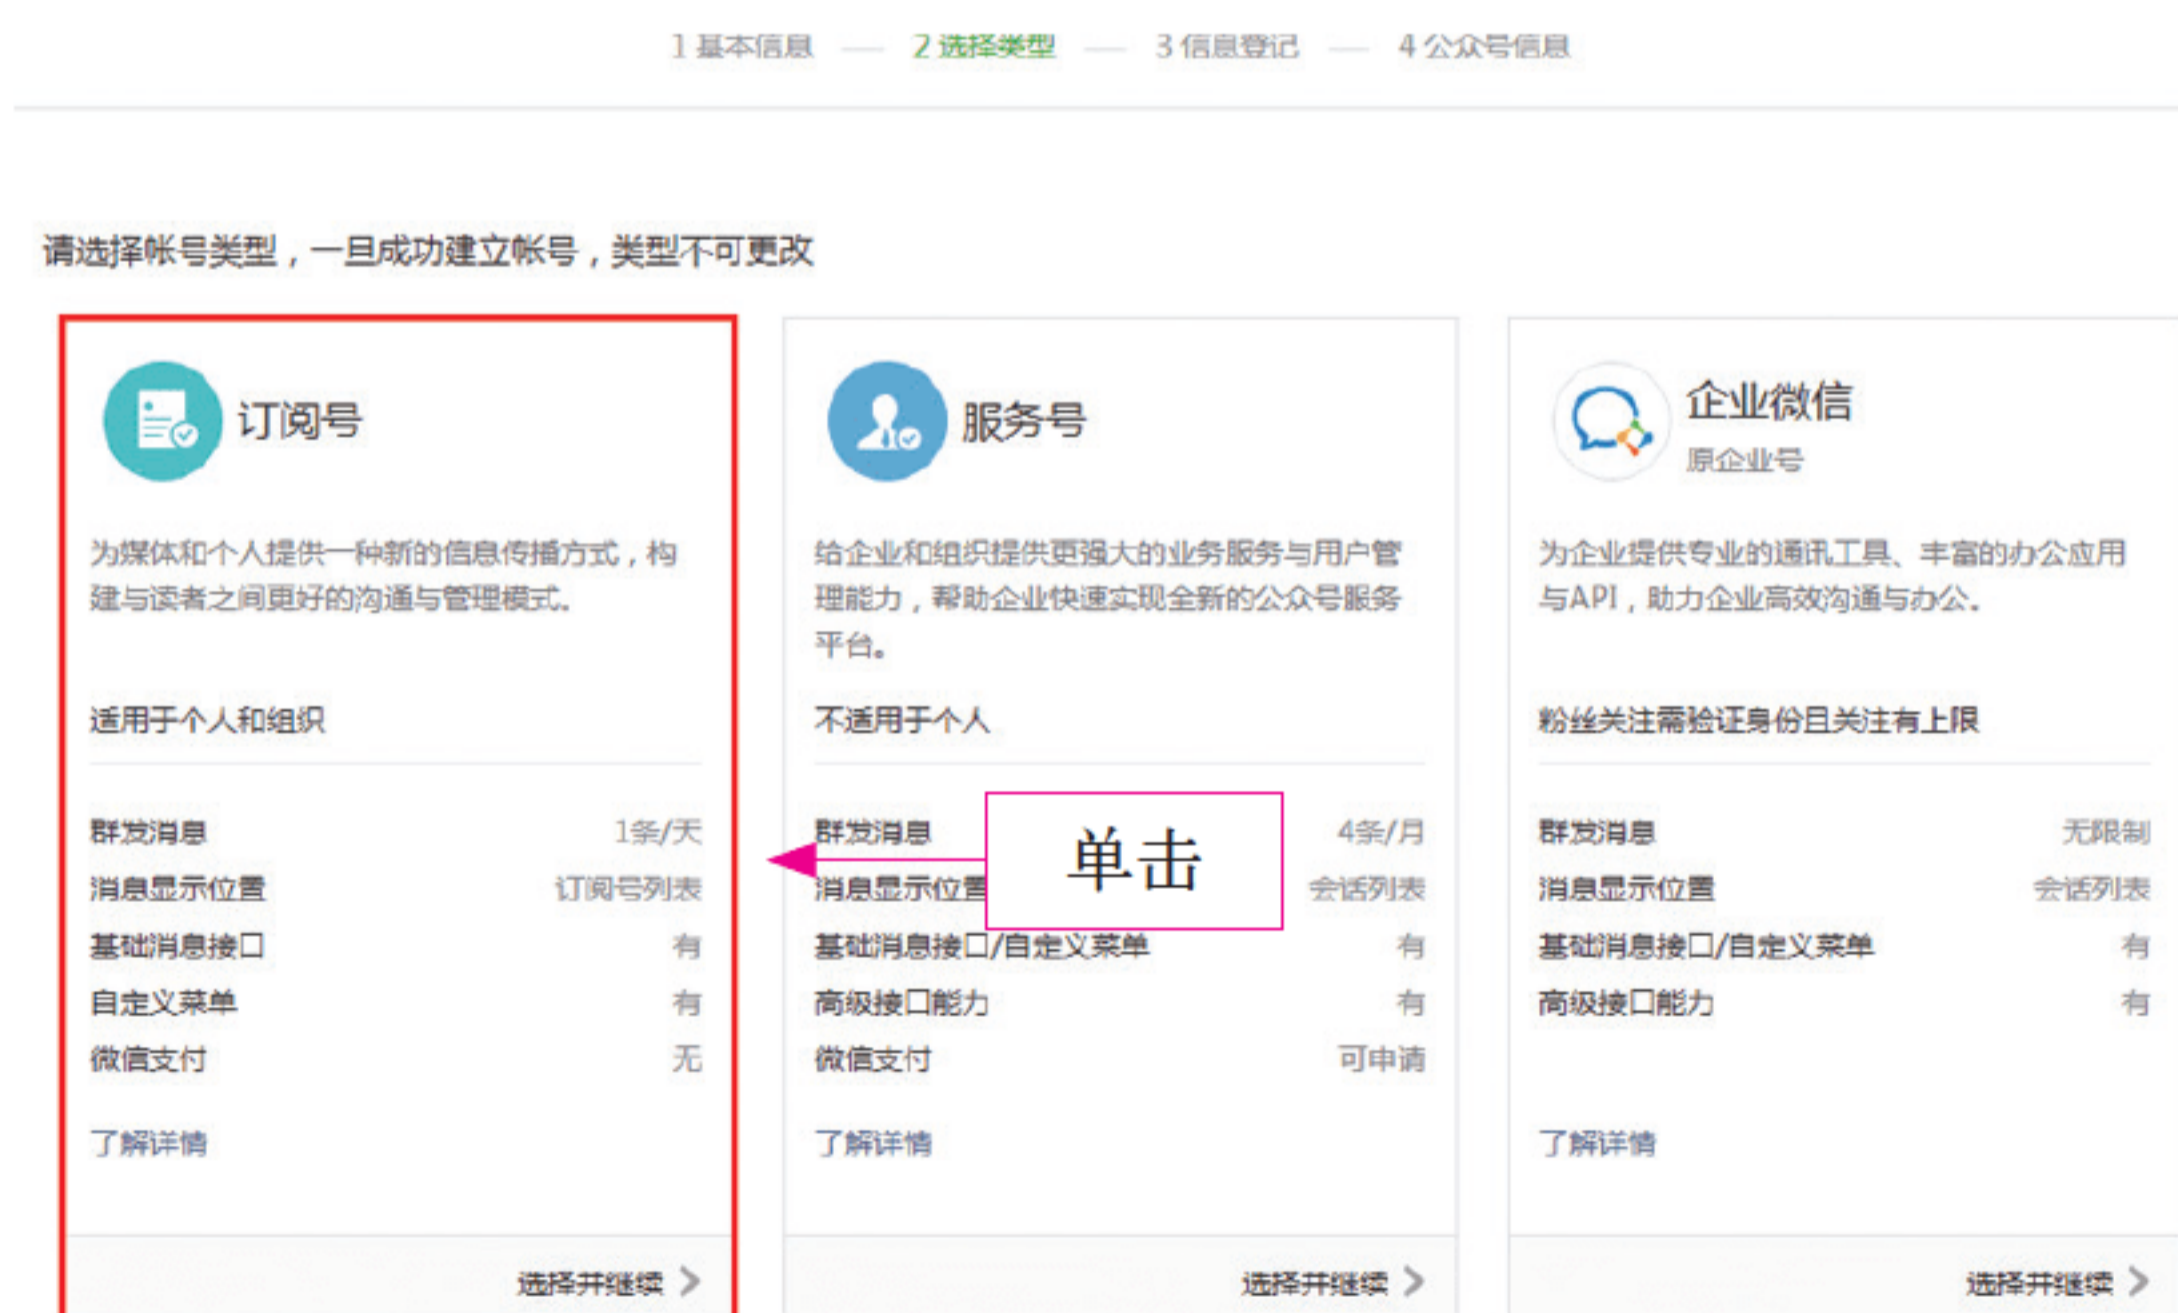 1 基本信息 — 2 选择类型 — 3 信息登记 — 4 公众号信息
请选择帐号类型，一旦成功建立帐号，类型不可更改
订阅号
为媒体和个人提供一种新的信息传播方式，构
建与读者之间更好的沟通与管理模式。
适用于个人和组织
群发消息 1条/天
消息显示位置 订阅号列表
基础消息接口 有
自定义菜单 有
微信支付 无
了解详情
选择并继续
服务号
给企业和组织提供更强大的业务服务与用户管
理能力，帮助企业快速实现全新的公众号服务
平台。
不适用于个人
群发消息 4条/月
消息显示位置 会话列表
基础消息接口/自定义菜单 有
高级接口能力 有
微信支付 可申请
了解详情
选择并继续
单击
企业微信
原企业号
为企业提供专业的通讯工具、丰富的办公应用
与API，助力企业高效沟通与办公。
粉丝关注需验证身份且关注有上限
群发消息 无限制
消息显示位置 会话列表
基础消息接口/自定义菜单 有
高级接口能力 有
了解详情
选择并继续